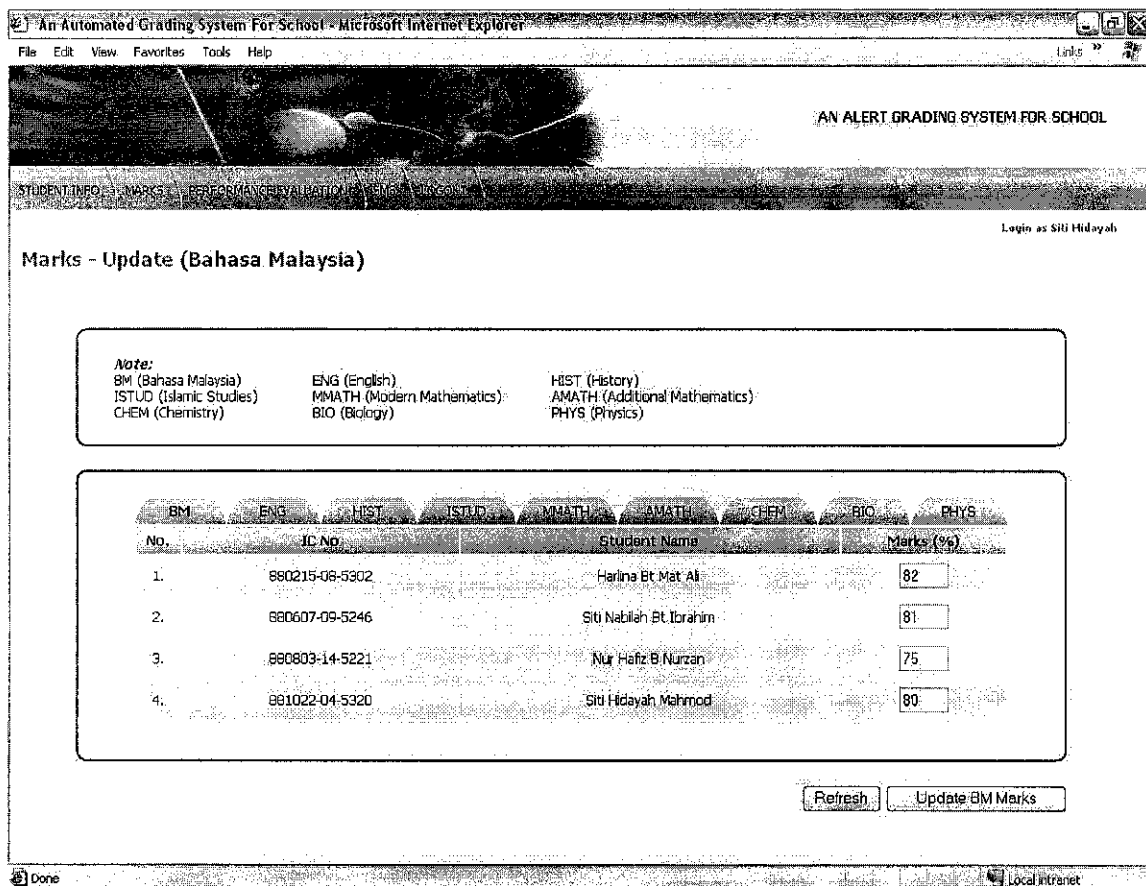 An Automated Grading System For School - Microsoft Internet Explorer
File Edit View Favorites Tools Help Links »
AN ALERT GRADING SYSTEM FOR SCHOOL
STUDENT INFO MARKS PERFORMANCE EVALUATION
Login as Siti Hidayah
Marks - Update (Bahasa Malaysia)
Note:
BM (Bahasa Malaysia) ENG (English) HIST (History)
ISTUD (Islamic Studies) MMATH (Modern Mathematics) AMATH (Additional Mathematics)
CHEM (Chemistry) BIO (Biology) PHYS (Physics)
BM ENG HIST ISTUD MMATH AMATH CHEM BIO PHYS
No. IC No Student Name Marks (%)
1. 880215-08-5302 Harlina Bt Mat Ali 82
2. 880607-09-5246 Siti Nabilah Bt Ibrahim 81
3. 880803-14-5221 Nur Hafiz B Nurzan 75
4. 881022-04-5320 Siti Hidayah Mahmod 80
Refresh Update BM Marks
Done Local intranet